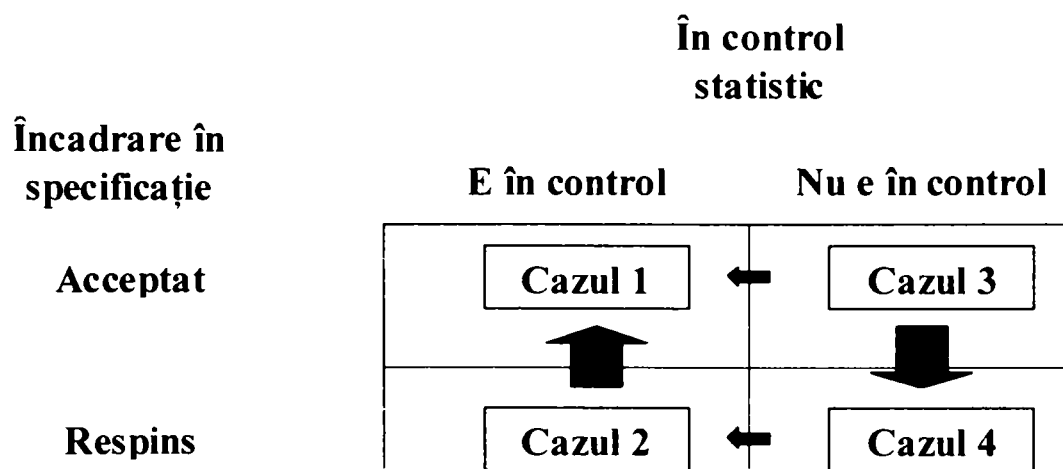 În control
statistic
Încadrare în
specificație
E în control
Nu e în control
Acceptat
Cazul 1
Cazul 3
Respins
Cazul 2
Cazul 4